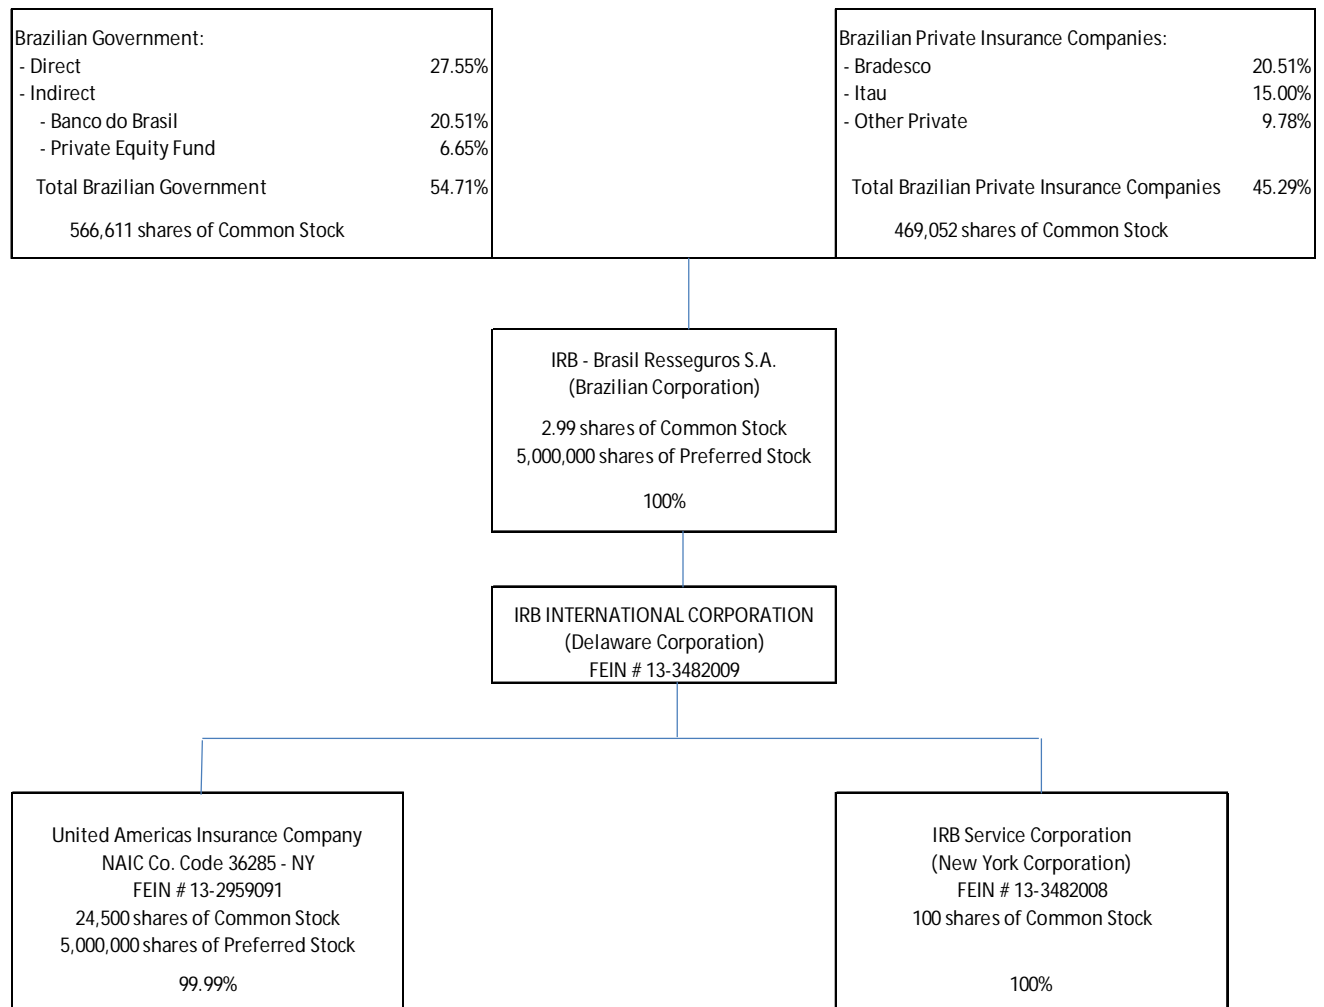 Brazilian Government:
- Direct 27.55%
- Indirect
- Banco do Brasil 20.51%
- Private Equity Fund 6.65%
Total Brazilian Government 54.71%
566,611 shares of Common Stock
Brazilian Private Insurance Companies:
- Bradesco 20.51%
- Itau 15.00%
- Other Private 9.78%
Total Brazilian Private Insurance Companies 45.29%
469,052 shares of Common Stock
IRB - Brasil Resseguros S.A.
(Brazilian Corporation)
2.99 shares of Common Stock
5,000,000 shares of Preferred Stock
100%
IRB INTERNATIONAL CORPORATION
(Delaware Corporation)
FEIN # 13-3482009
United Americas Insurance Company
NAIC Co. Code 36285 - NY
FEIN # 13-2959091
24,500 shares of Common Stock
5,000,000 shares of Preferred Stock
99.99%
IRB Service Corporation
(New York Corporation)
FEIN # 13-3482008
100 shares of Common Stock
100%